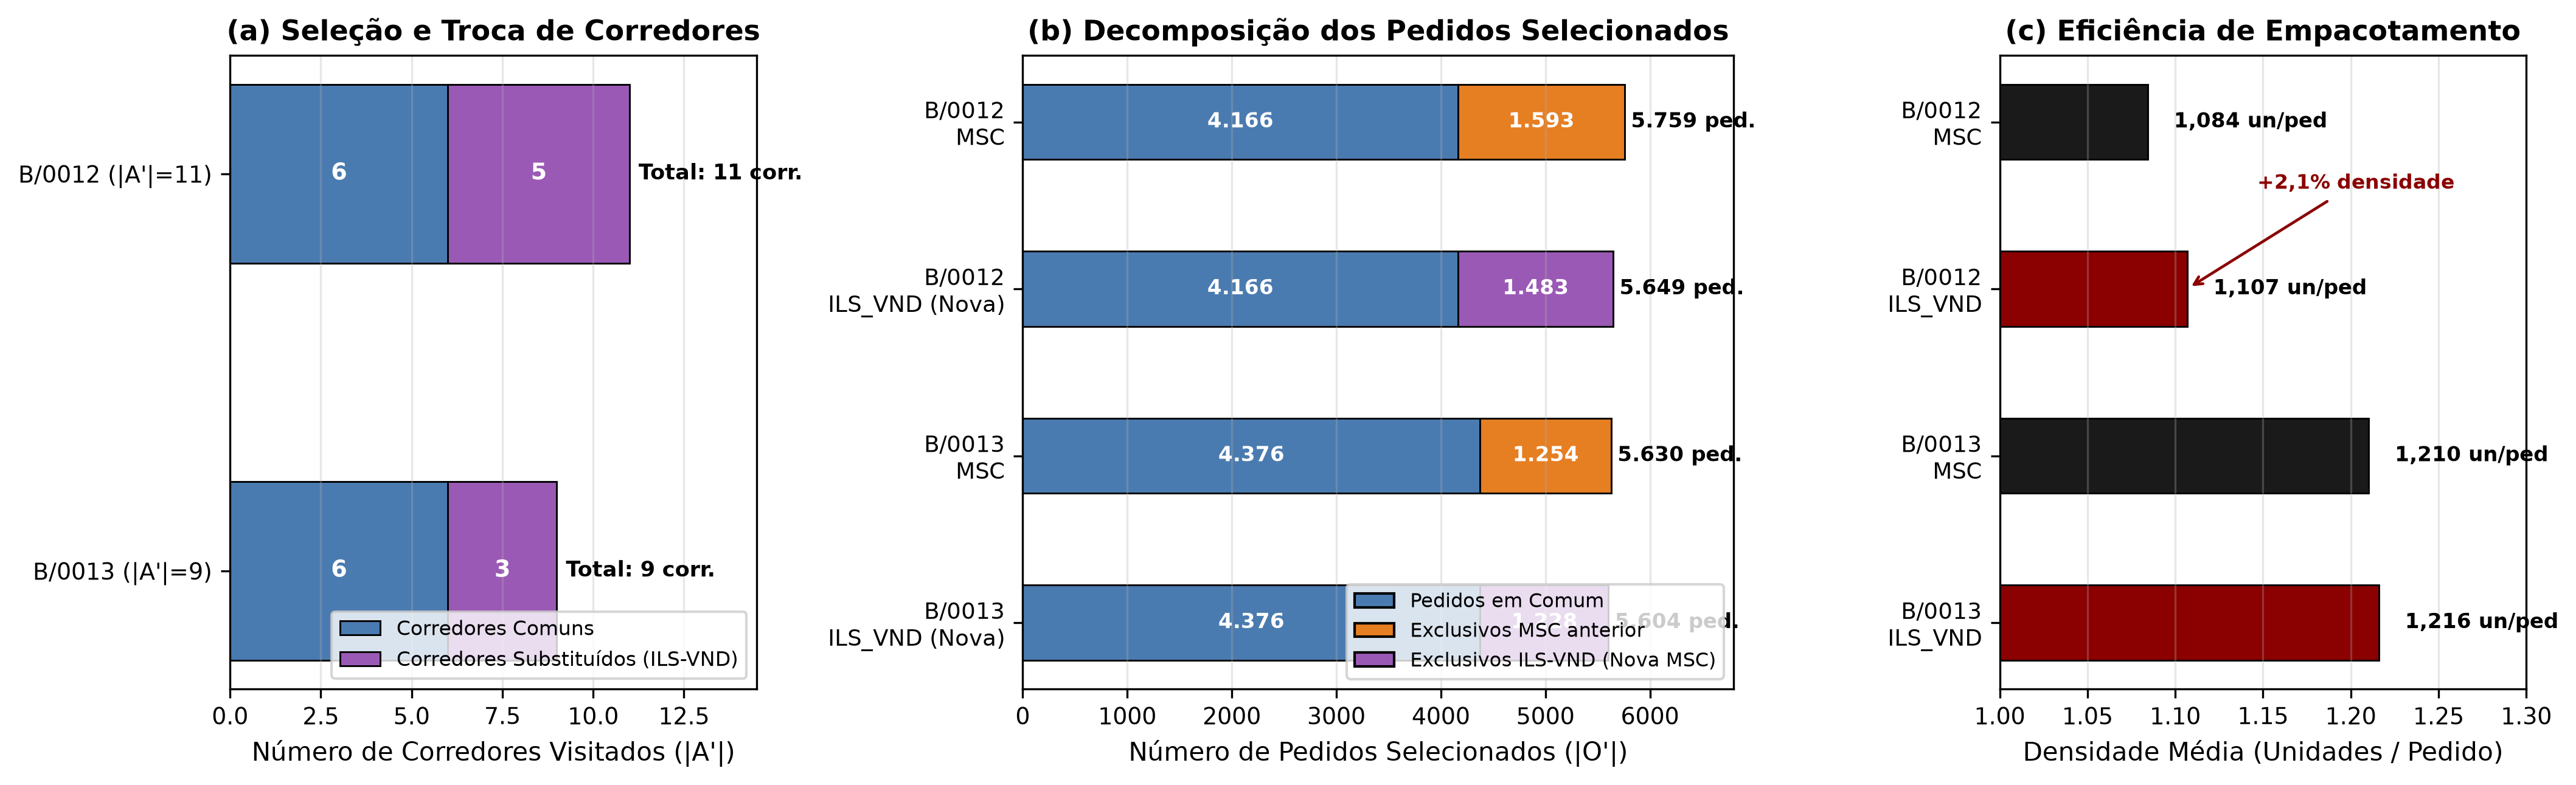 (a) Seleção e Troca de Corredores
B/0012 (|A'|=11)
6
5
Total: 11 corr.
B/0013 (|A'|=9)
6
3
Total: 9 corr.
Corredores Comuns
Corredores Substituídos (ILS-VND)
0.0
2.5
5.0
7.5
10.0
12.5
Número de Corredores Visitados (|A'|)
(b) Decomposição dos Pedidos Selecionados
B/0012
MSC
4.166
1.593
5.759 ped.
B/0012
ILS_VND (Nova)
4.166
1.483
5.649 ped.
B/0013
MSC
4.376
1.254
5.630 ped.
B/0013
ILS_VND (Nova)
4.376
1.228
5.604 ped.
Pedidos em Comum
Exclusivos MSC anterior
Exclusivos ILS-VND (Nova MSC)
0
1000
2000
3000
4000
5000
6000
Número de Pedidos Selecionados (|O'|)
(c) Eficiência de Empacotamento
B/0012
MSC
1,084 un/ped
+2,1% densidade
B/0012
ILS_VND
1,107 un/ped
B/0013
MSC
1,210 un/ped
B/0013
ILS_VND
1,216 un/ped
1.00
1.05
1.10
1.15
1.20
1.25
1.30
Densidade Média (Unidades / Pedido)